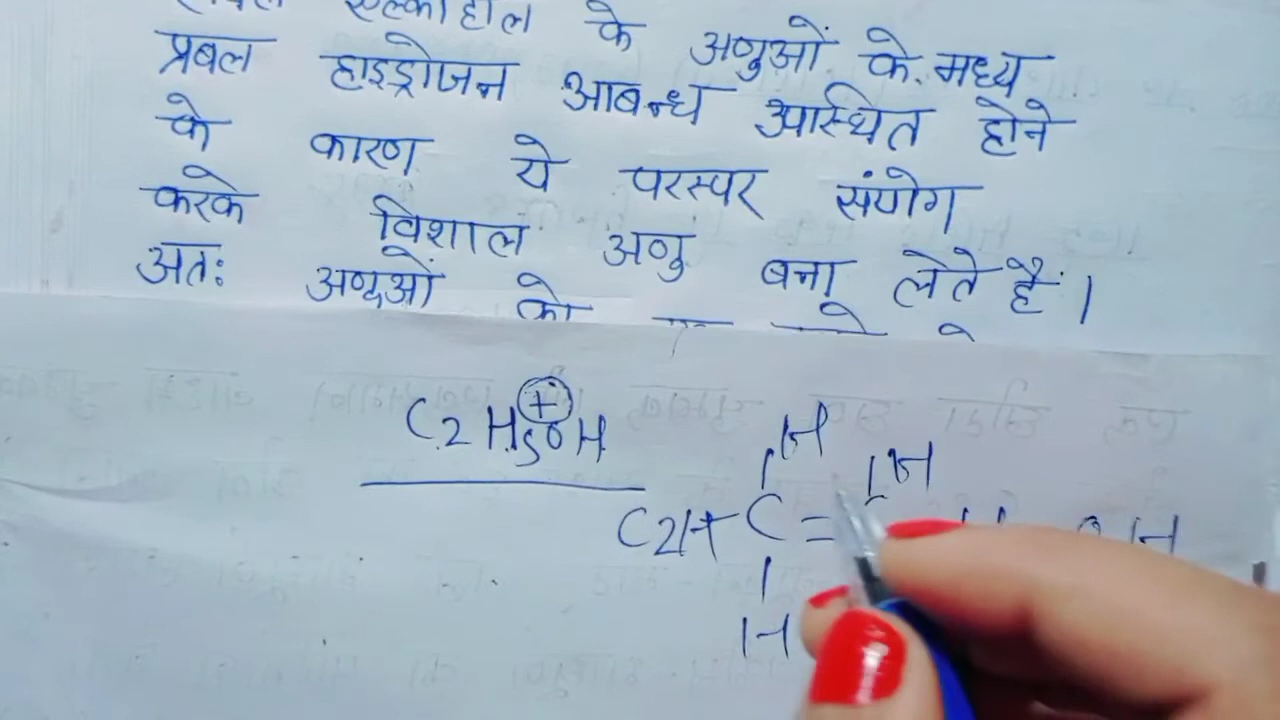 एल्कोहोल के अणुओं के मध्य
प्रबल हाइड्रोजन आबन्ध उपस्थित होने
के कारण ये परस्पर संयोग
करके विशाल अणु बना लेते है।
अतः अणुओं को
C2H5OH
+
H H
C2H C =
H